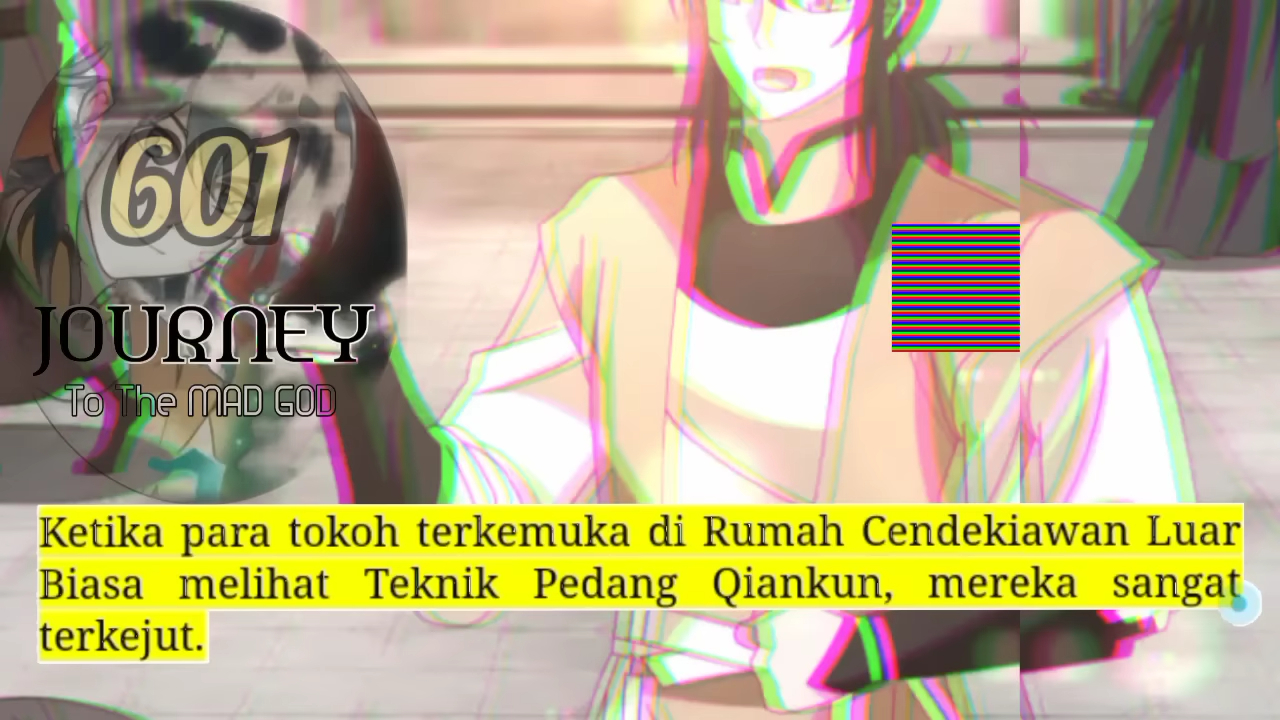 601
JOURNEY
To The MAD GOD
Ketika para tokoh terkemuka di Rumah Cendekiawan Luar
Biasa melihat Teknik Pedang Qiankun, mereka sangat
terkejut.